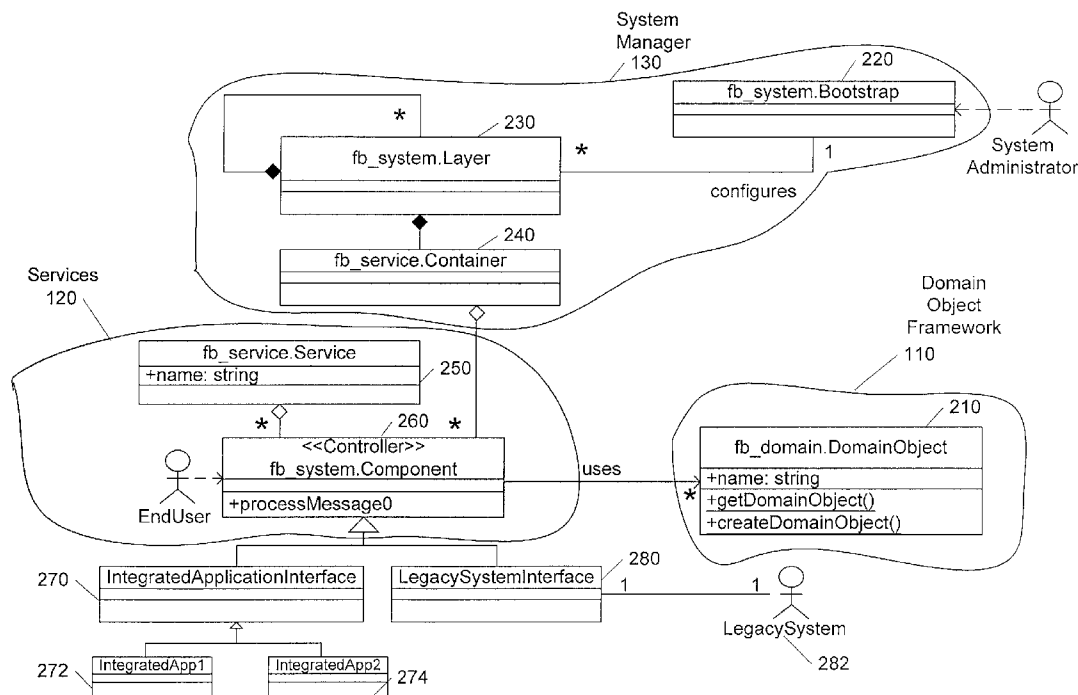 System
Manager
130
220
fb_system.Bootstrap
*
230
fb_system.Layer
*
1
configures
System
Administrator
240
fb_service.Container
Services
120
Domain
Object
Framework
110
fb_service.Service
+name: string
250
*
260
*
210
<<Controller>>
fb_system.Component
+processMessage0
EndUser
uses
*
fb_domain.DomainObject
+name: string
+getDomainObject()
+createDomainObject()
270
IntegratedApplicationInterface
LegacySystemInterface
280
1
1
LegacySystem
282
272
IntegratedApp1
IntegratedApp2
274